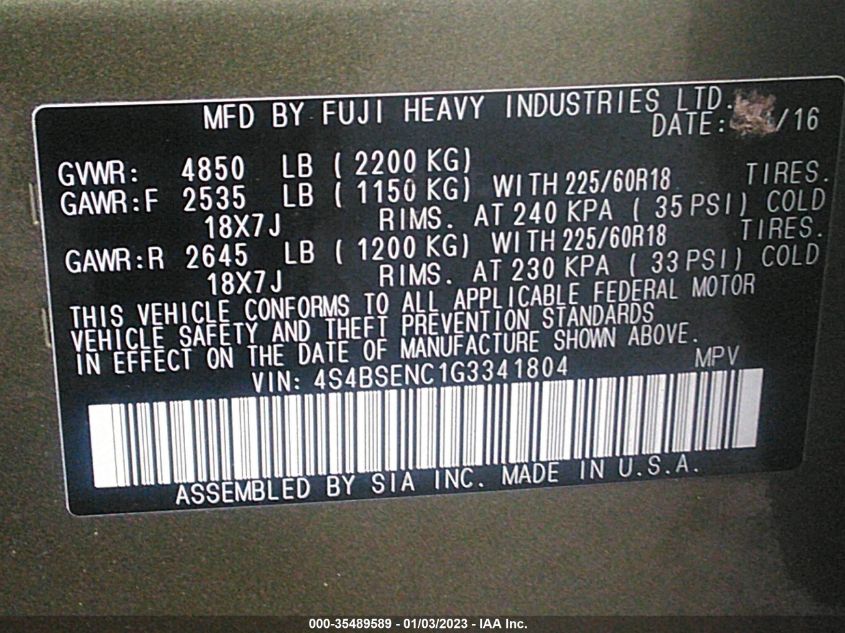 MFD BY FUJI HEAVY INDUSTRIES LTD.
DATE: /16
GVWR: 4850 LB ( 2200 KG)
GAWR:F 2535 LB ( 1150 KG) WITH 225/60R18 TIRES.
18X7J RIMS. AT 240 KPA ( 35 PSI) COLD
GAWR:R 2645 LB ( 1200 KG) WITH 225/60R18 TIRES.
18X7J RIMS. AT 230 KPA ( 33 PSI) COLD
THIS VEHICLE CONFORMS TO ALL APPLICABLE FEDERAL MOTOR
VEHICLE SAFETY AND THEFT PREVENTION STANDARDS
IN EFFECT ON THE DATE OF MANUFACTURE SHOWN ABOVE.
VIN: 4S4BSENC1G3341804 MPV
ASSEMBLED BY SIA INC. MADE IN U.S.A.
000-35489589 - 01/03/2023 - IAA Inc.